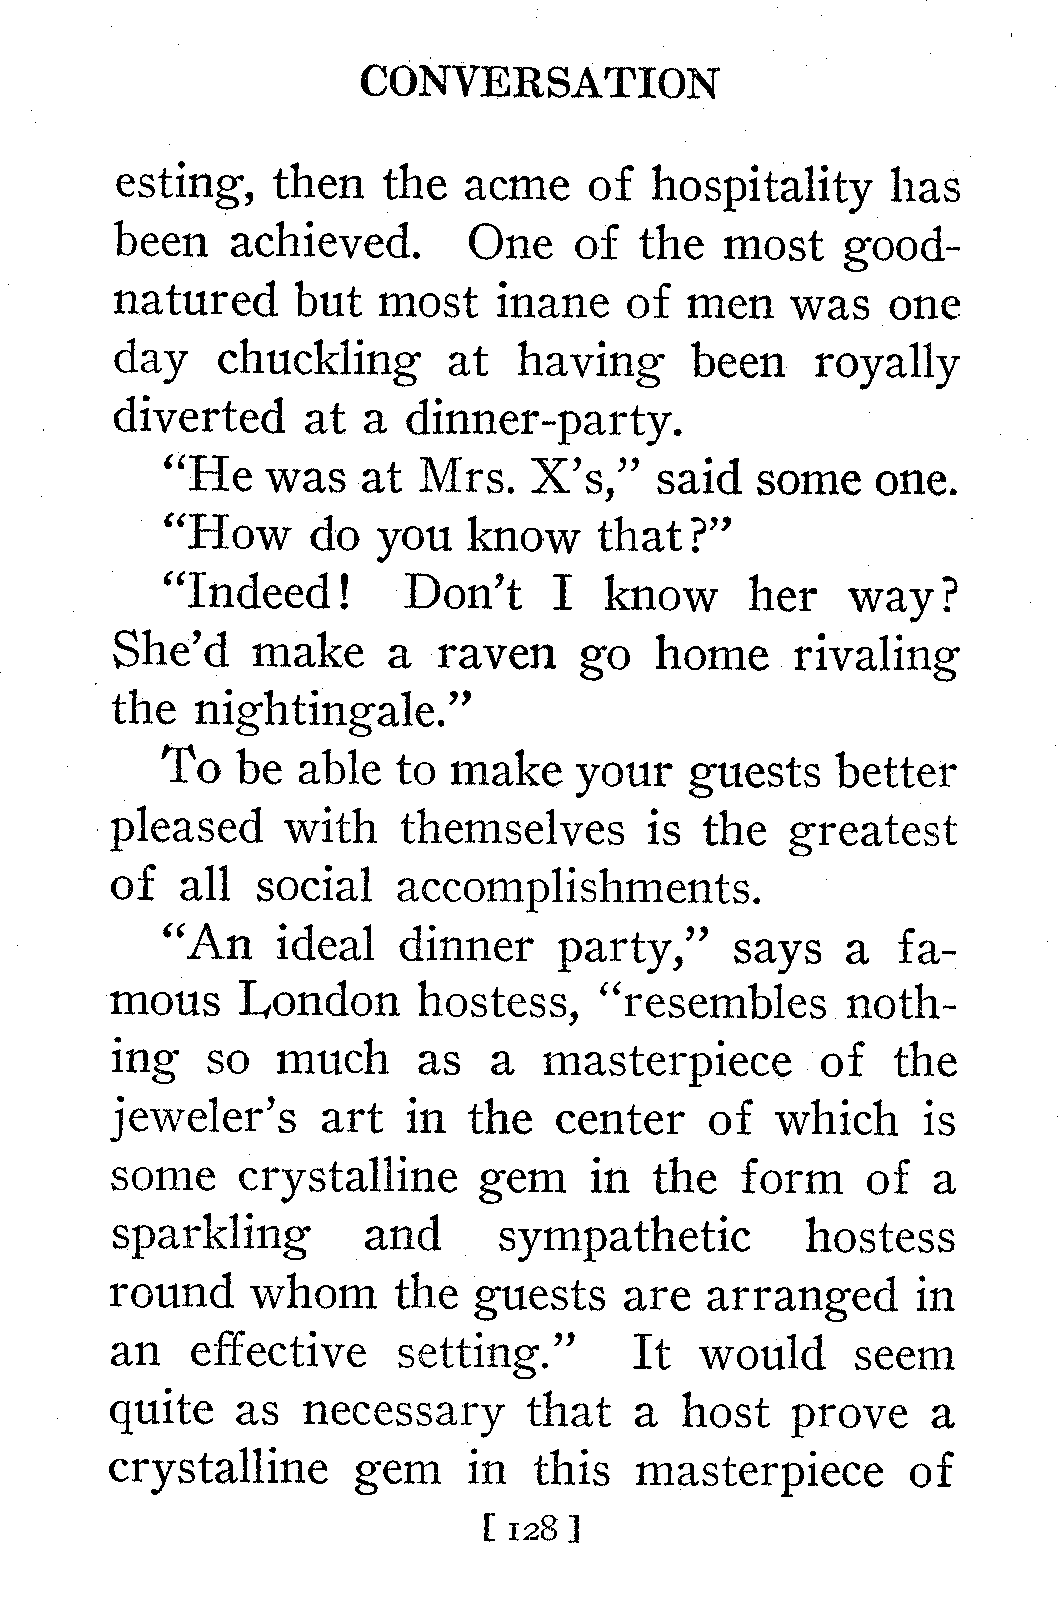 CONVERSATION
esting, then the acme of hospitality has
been achieved. One of the most good-
natured but most inane of men was one
day chuckling at having been royally
diverted at a dinner-party.
“He was at Mrs. X’s,” said some one.
“How do you know that?”
“Indeed! Don’t I know her way?
She’d make a raven go home rivaling
the nightingale.”
To be able to make your guests better
pleased with themselves is the greatest
of all social accomplishments.
“An ideal dinner party,” says a fa-
mous London hostess, “resembles noth-
ing so much as a masterpiece of the
jeweler’s art in the center of which is
some crystalline gem in the form of a
sparkling and sympathetic hostess
round whom the guests are arranged in
an effective setting.” It would seem
quite as necessary that a host prove a
crystalline gem in this masterpiece of
[ 128 ]